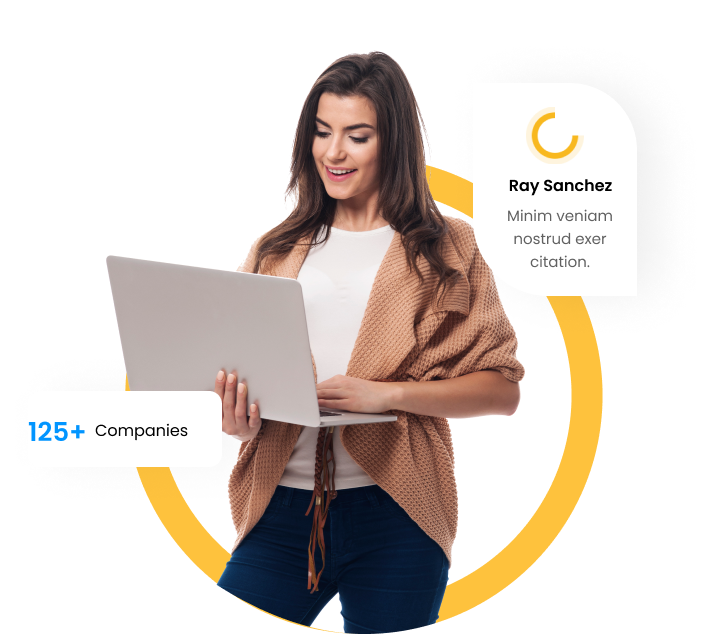 Ray Sanchez
Minim veniam
nostrud exer
citation.
125+ Companies